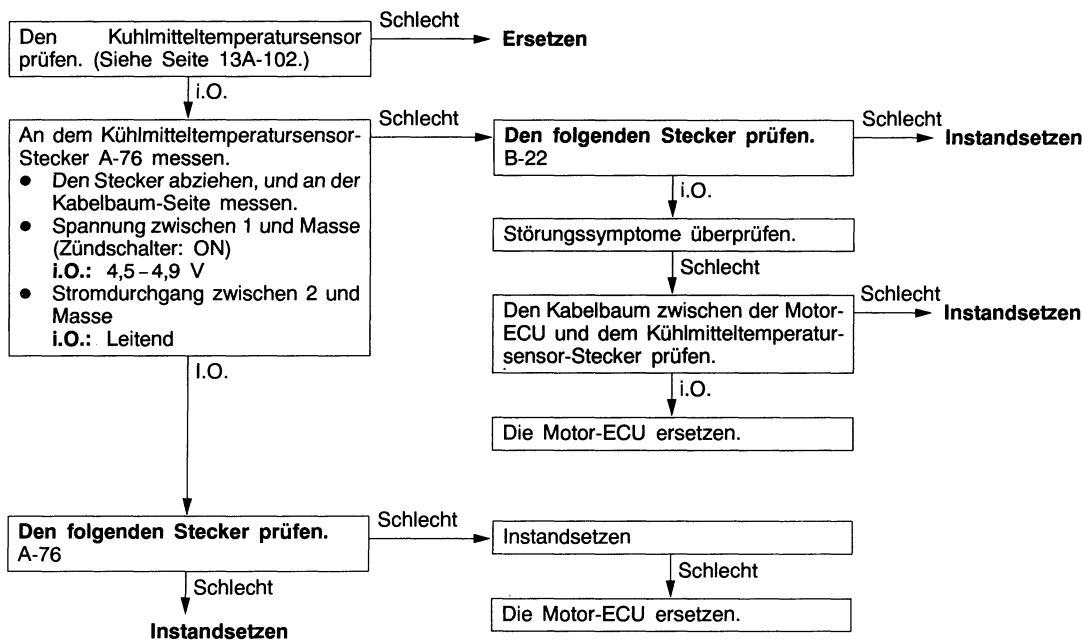 Den Kuhlmitteltemperatursensor
prüfen. (Siehe Seite 13A-102.)
Schlecht
Ersetzen
i.O.
An dem Kühlmitteltemperatursensor-
Stecker A-76 messen.
● Den Stecker abziehen, und an der
Kabelbaum-Seite messen.
● Spannung zwischen 1 und Masse
(Zündschalter: ON)
i.O.: 4,5–4,9 V
● Stromdurchgang zwischen 2 und
Masse
i.O.: Leitend
Schlecht
Den folgenden Stecker prüfen.
B-22
Schlecht
Instandsetzen
i.O.
Störungssymptome überprüfen.
Schlecht
Den Kabelbaum zwischen der Motor-
ECU und dem Kühlmitteltemperatur-
sensor-Stecker prüfen.
Schlecht
Instandsetzen
i.O.
Die Motor-ECU ersetzen.
I.O.
Den folgenden Stecker prüfen.
A-76
Schlecht
Instandsetzen
Schlecht
Die Motor-ECU ersetzen.
Schlecht
Instandsetzen